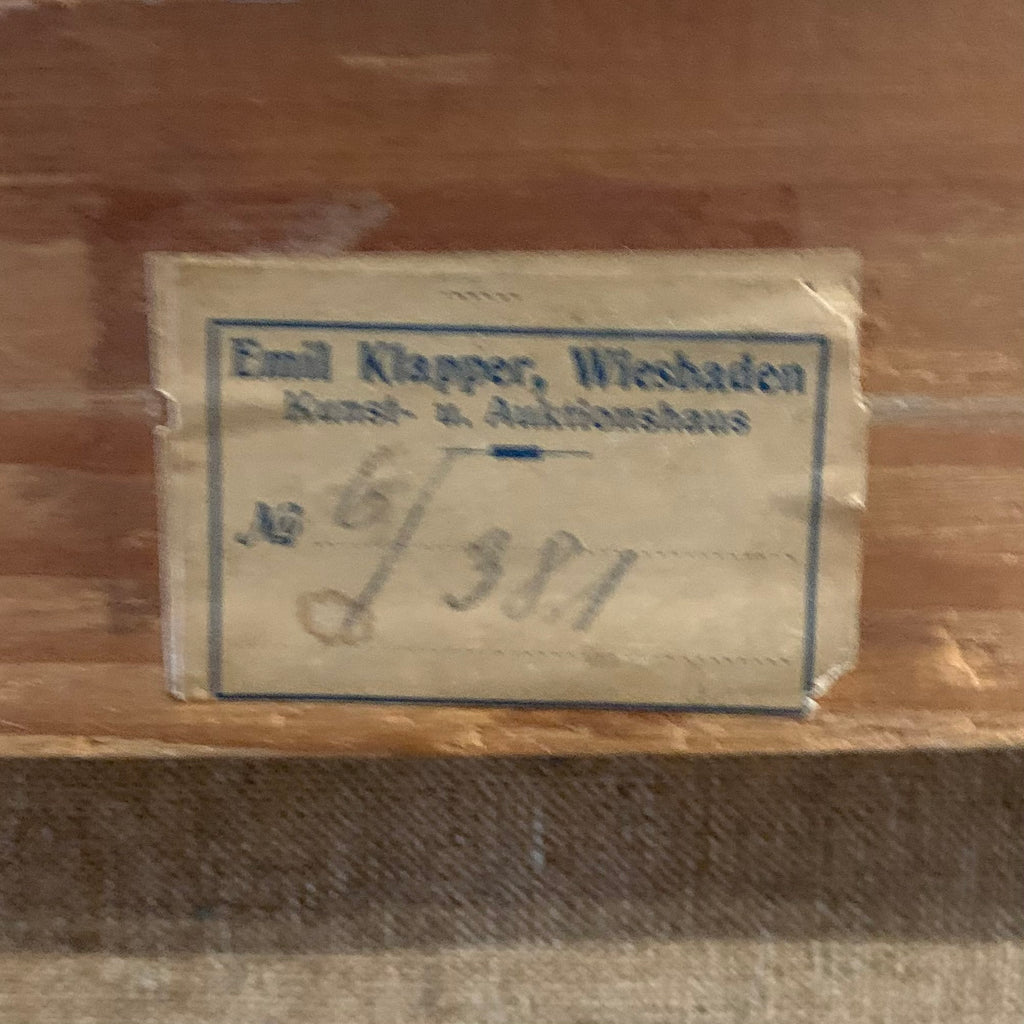 Emil Klapper, Wiesbaden
Kunst- u. Auktionshaus
№ 6/
381